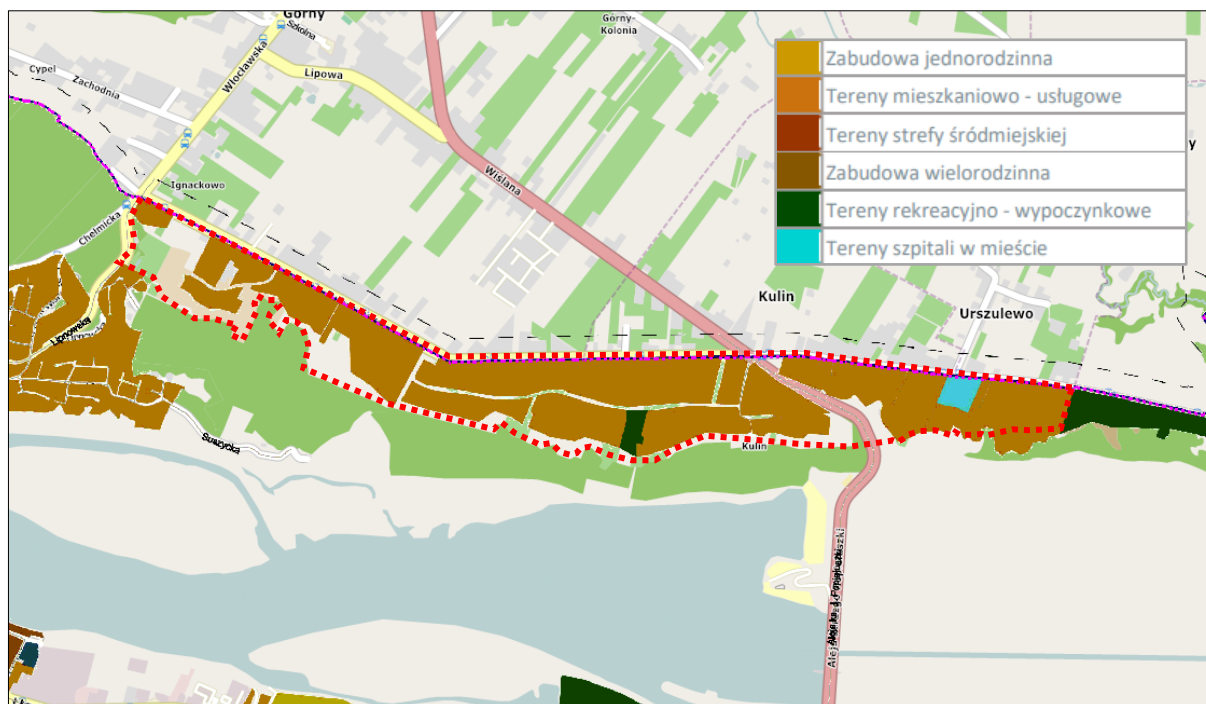 Górny
Szkolna
Górny-
Kolonia
Cypel
Zachodnia
Włocławska
Lipowa
Zabudowa jednorodzinna
Tereny mieszkaniowo - usługowe
Tereny strefy śródmiejskiej
Zabudowa wielorodzinna
Tereny rekreacyjno - wypoczynkowe
Tereny szpitali w mieście
Wiślana
Ignackowo
Chełmicka
Kulin
Urszulewo
Lipnowska
Suszycka
Kulin